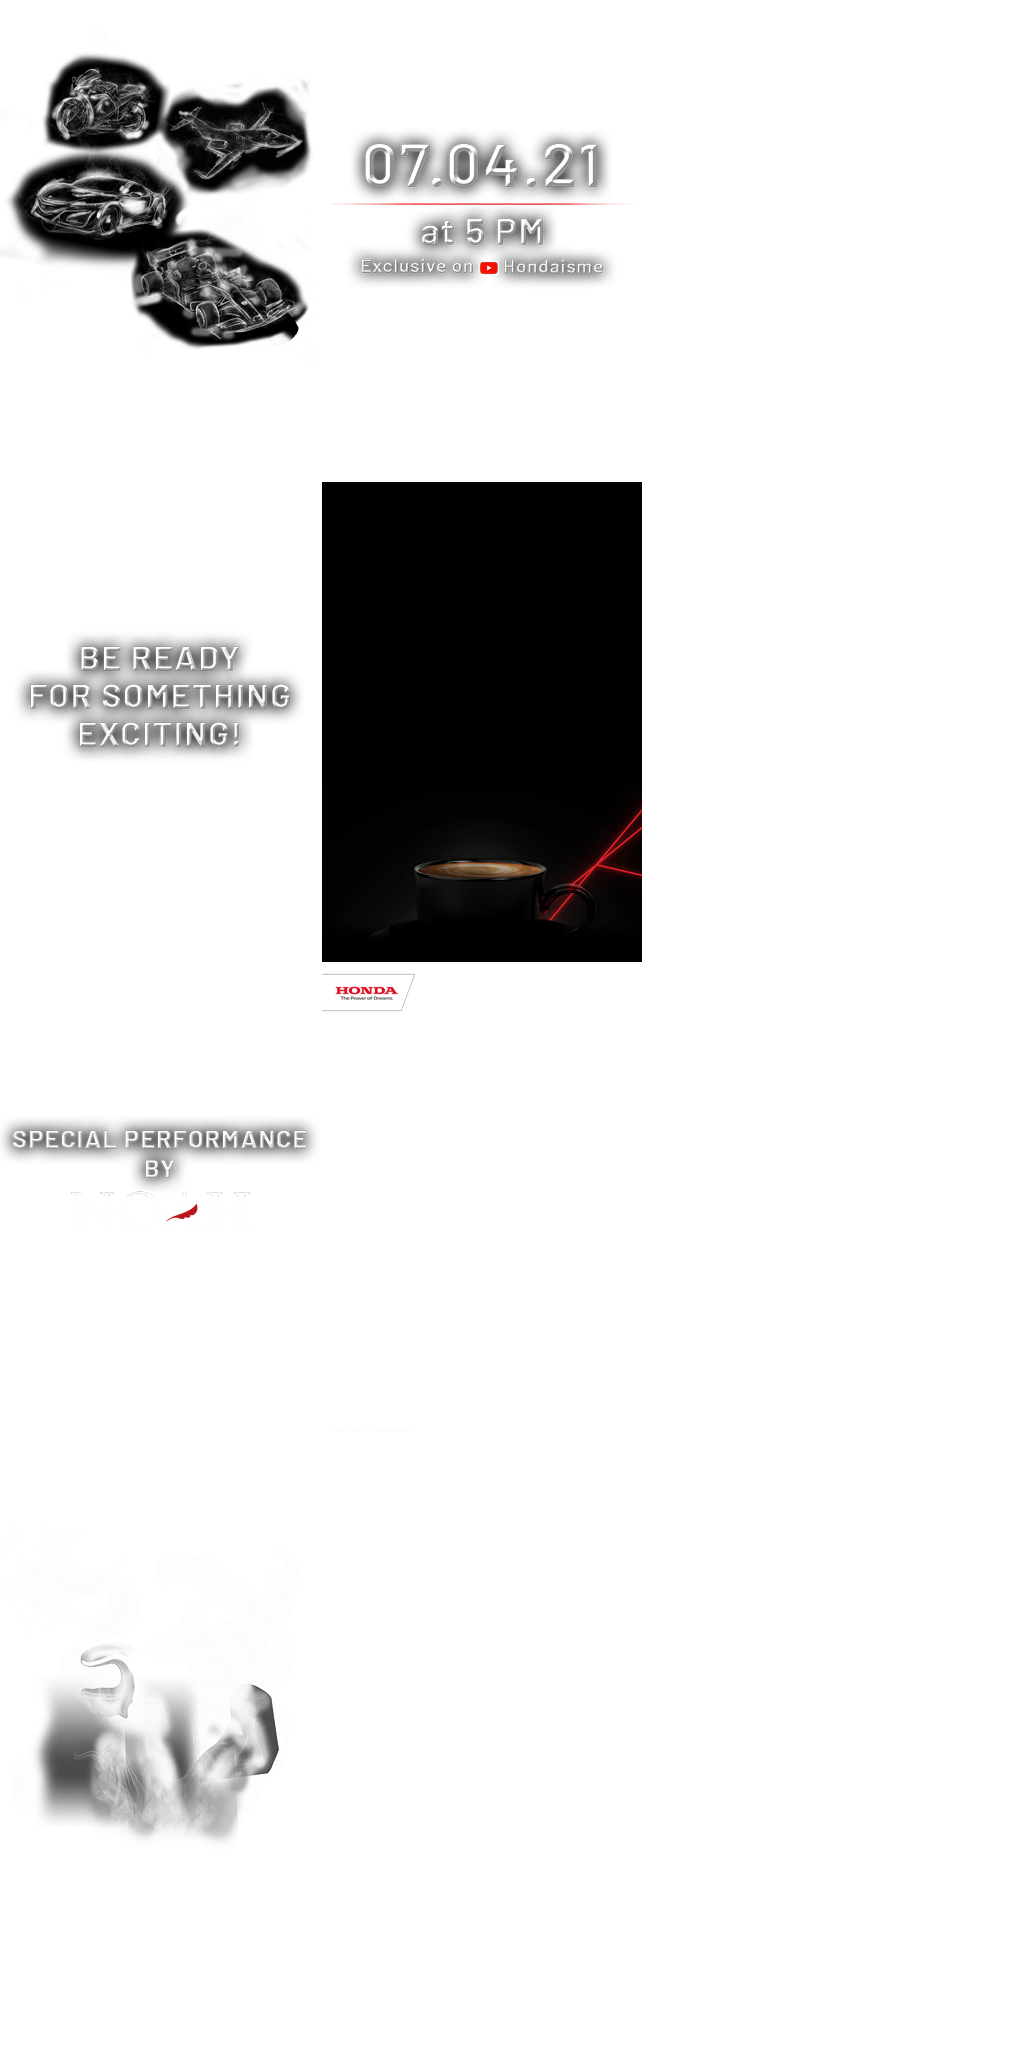 07.04.21
at 5 PM
Exclusive on Hondaisme
BE READY
FOR SOMETHING
EXCITING!
HONDA
The Power of Dreams
SPECIAL PERFORMANCE
BY
NOAH